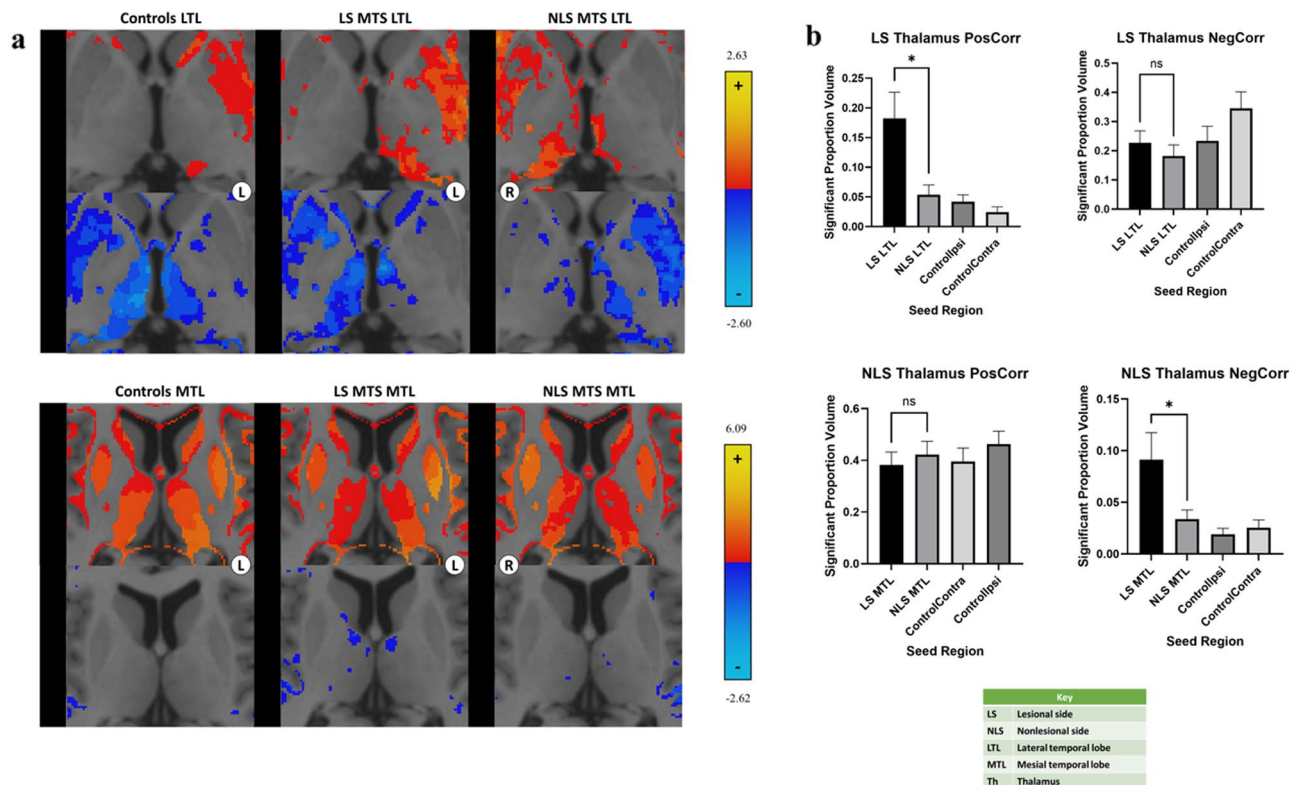 a
Controls LTL
LS MTS LTL
NLS MTS LTL
L
L
R
2.63
+
-
-2.60
Controls MTL
LS MTS MTL
NLS MTS MTL
L
L
R
6.09
+
-
-2.62
b
LS Thalamus PosCorr
Significant Proportion Volume
0.25
0.20
0.15
0.10
0.05
0.00
*
LS LTL
NLS LTL
ControlIpsi
ControlContra
Seed Region
LS Thalamus NegCorr
Significant Proportion Volume
0.5
0.4
0.3
0.2
0.1
0.0
ns
LS LTL
NLS LTL
ControlIpsi
ControlContra
Seed Region
NLS Thalamus PosCorr
Significant Proportion Volume
0.6
0.4
0.2
0.0
ns
LS MTL
NLS MTL
ControlContra
ControlIpsi
Seed Region
NLS Thalamus NegCorr
Significant Proportion Volume
0.15
0.10
0.05
0.00
*
LS MTL
NLS MTL
ControlIpsi
ControlContra
Seed Region
Key
LS Lesional side
NLS Nonlesional side
LTL Lateral temporal lobe
MTL Mesial temporal lobe
Th Thalamus